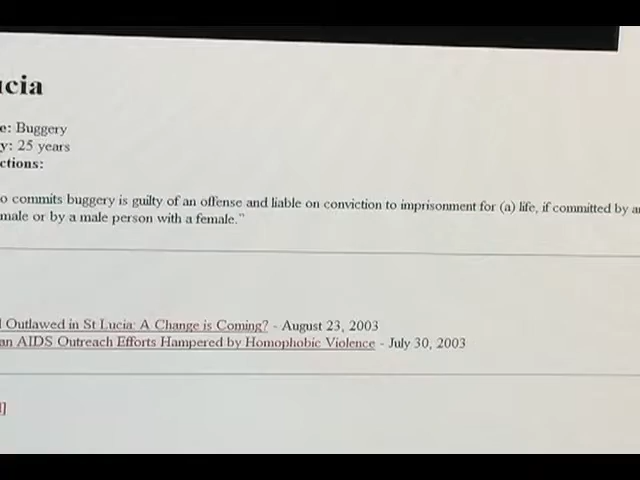 ucia
e: Buggery
y: 25 years
ctions:
o commits buggery is guilty of an offense and liable on conviction to imprisonment for (a) life, if committed by an
male or by a male person with a female."
l Outlawed in St Lucia: A Change is Coming? - August 23, 2003
an AIDS Outreach Efforts Hampered by Homophobic Violence - July 30, 2003
]